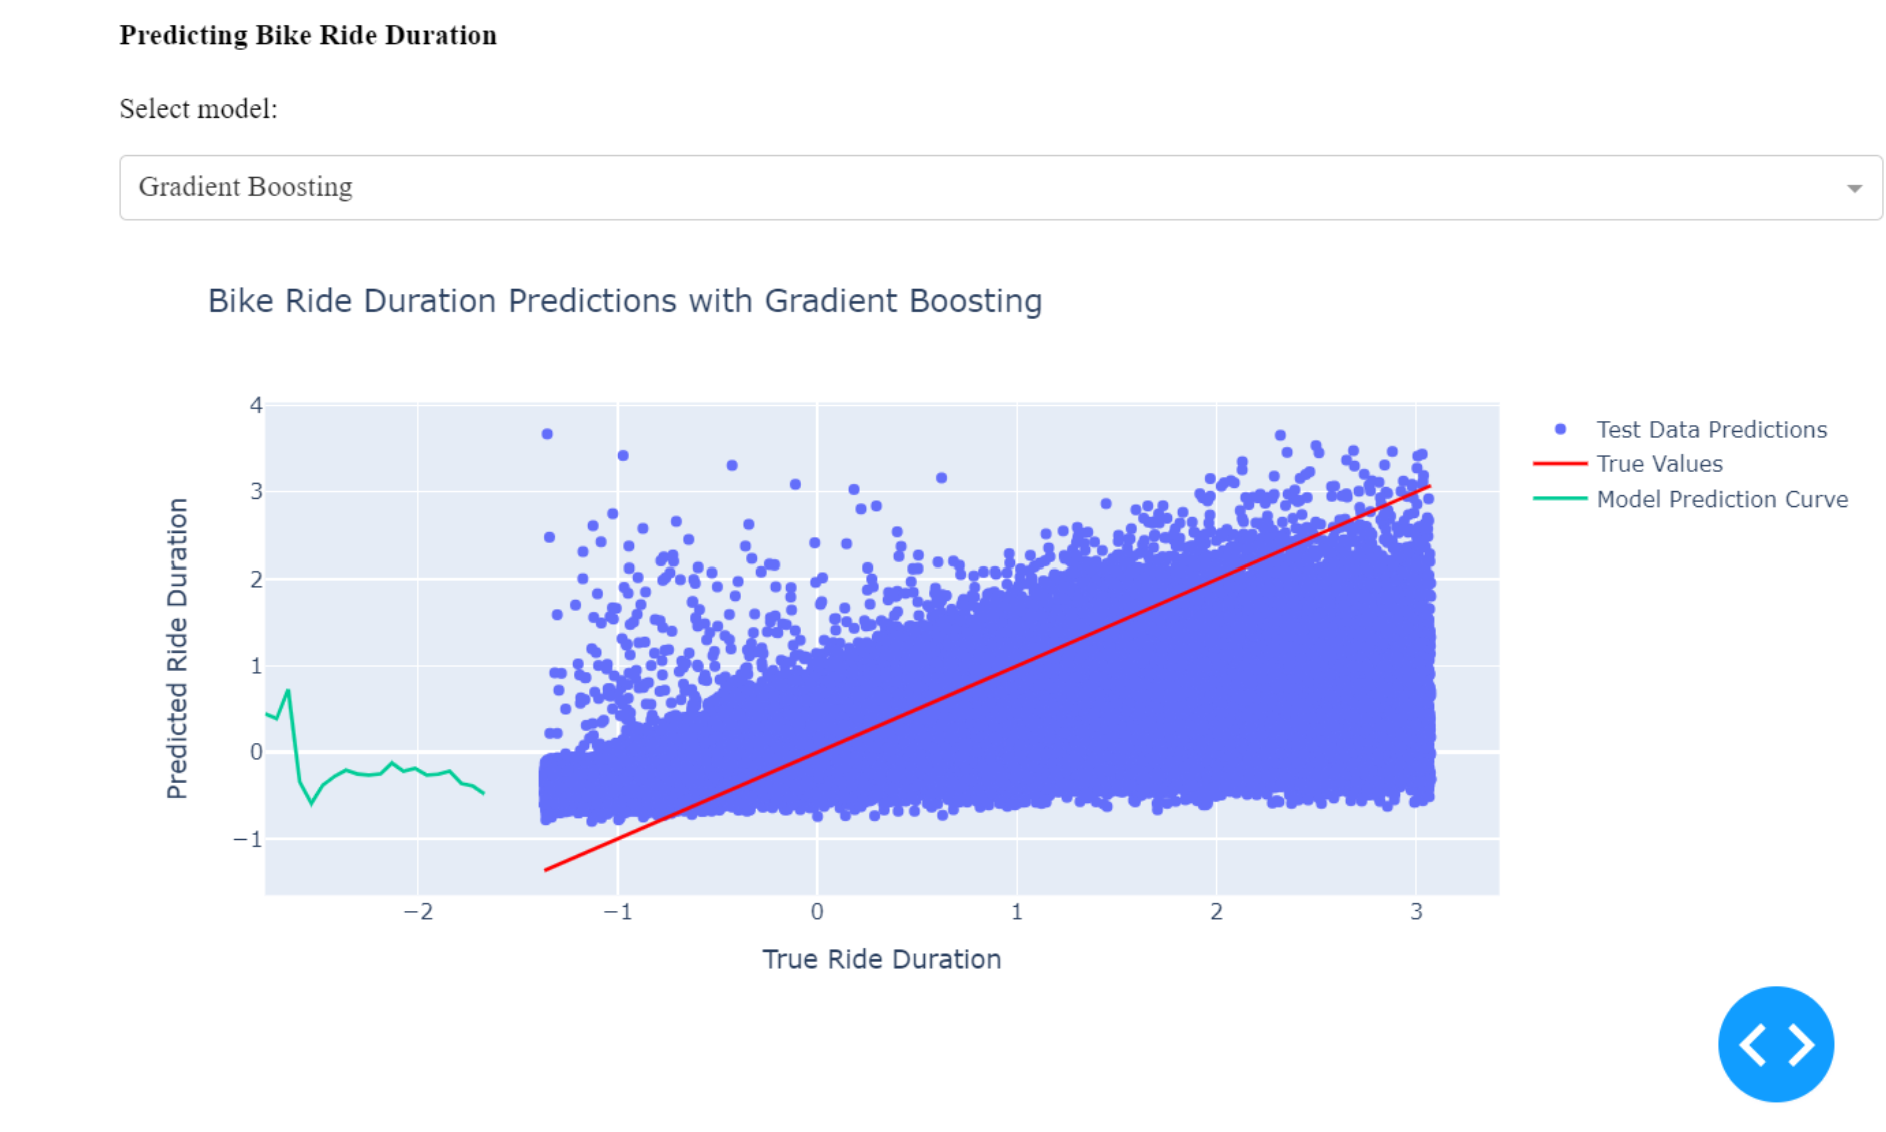 Predicting Bike Ride Duration
Select model:
Gradient Boosting
Bike Ride Duration Predictions with Gradient Boosting
Test Data Predictions
True Values
Model Prediction Curve
Predicted Ride Duration
4
3
2
1
0
−1
−2
−1
0
1
2
3
True Ride Duration